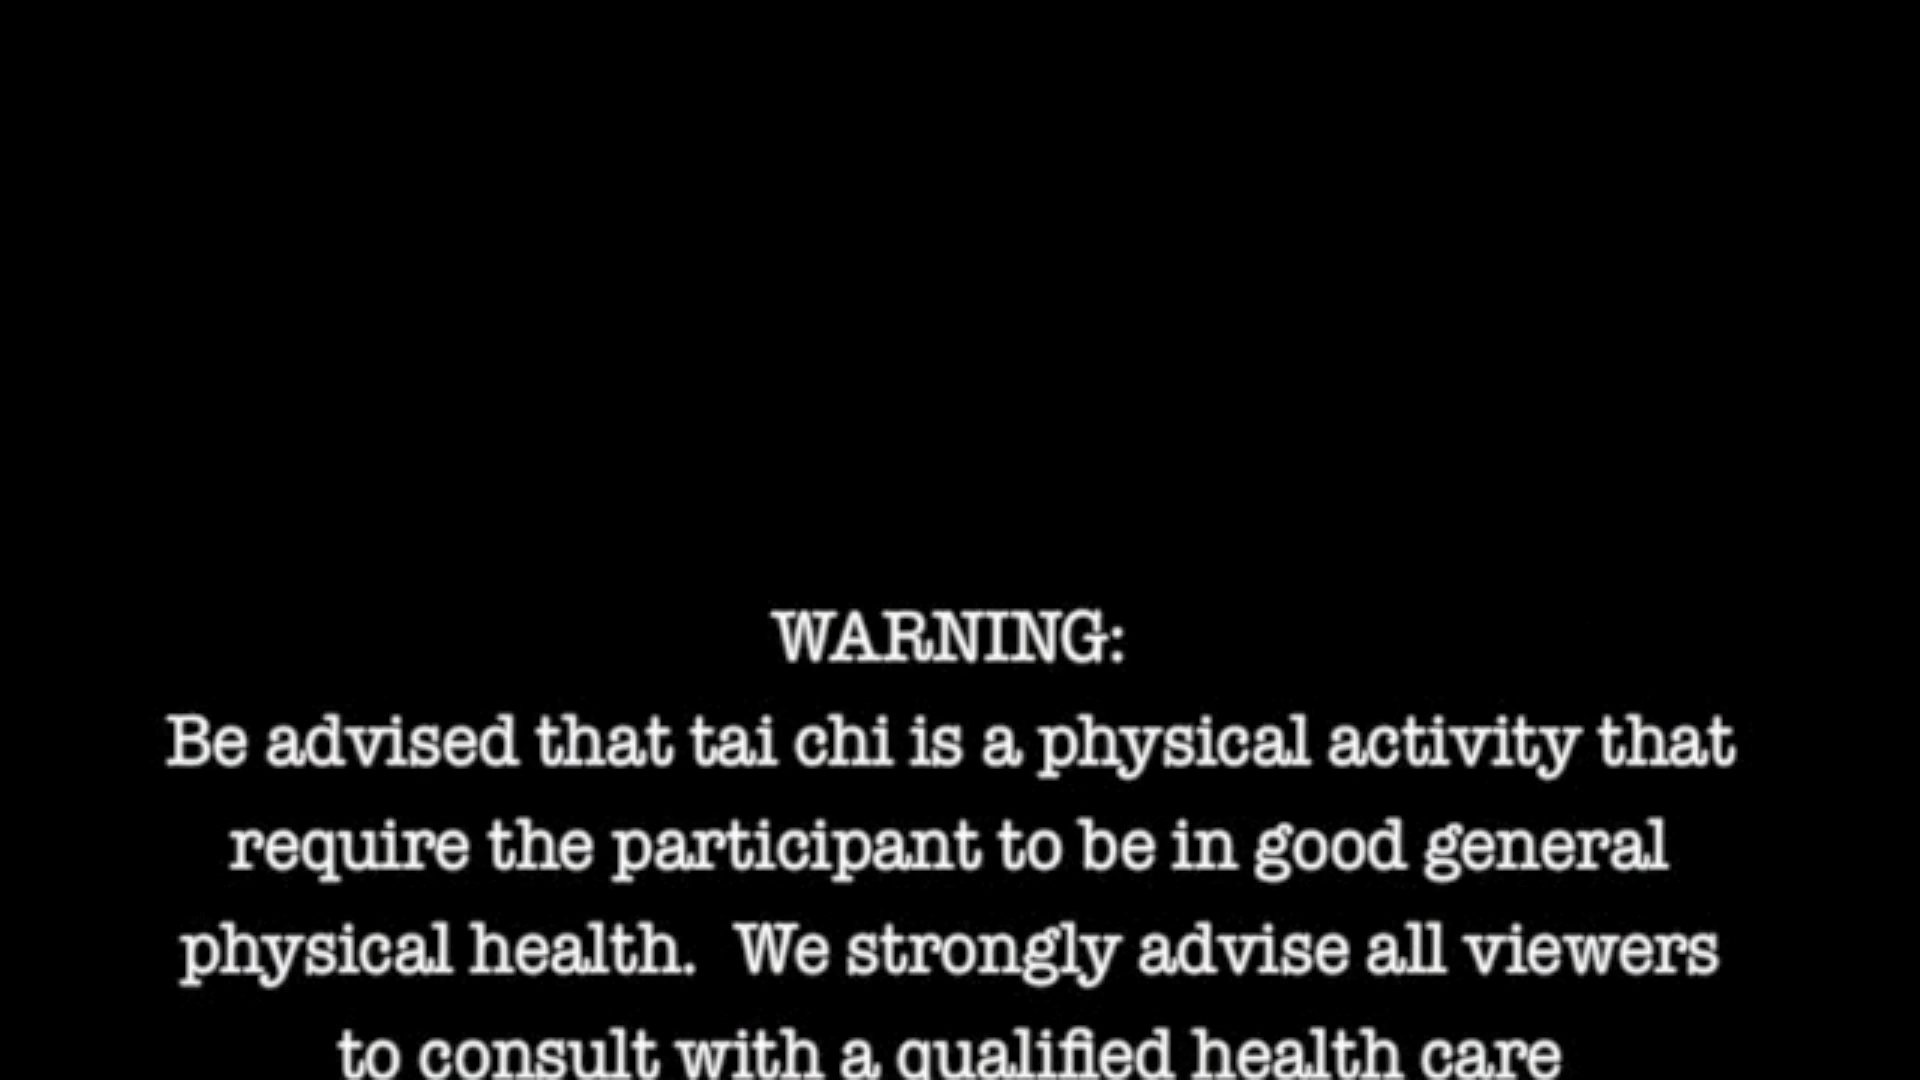 WARNING:
Be advised that tai chi is a physical activity that
require the participant to be in good general
physical health.  We strongly advise all viewers
to consult with a qualified health care